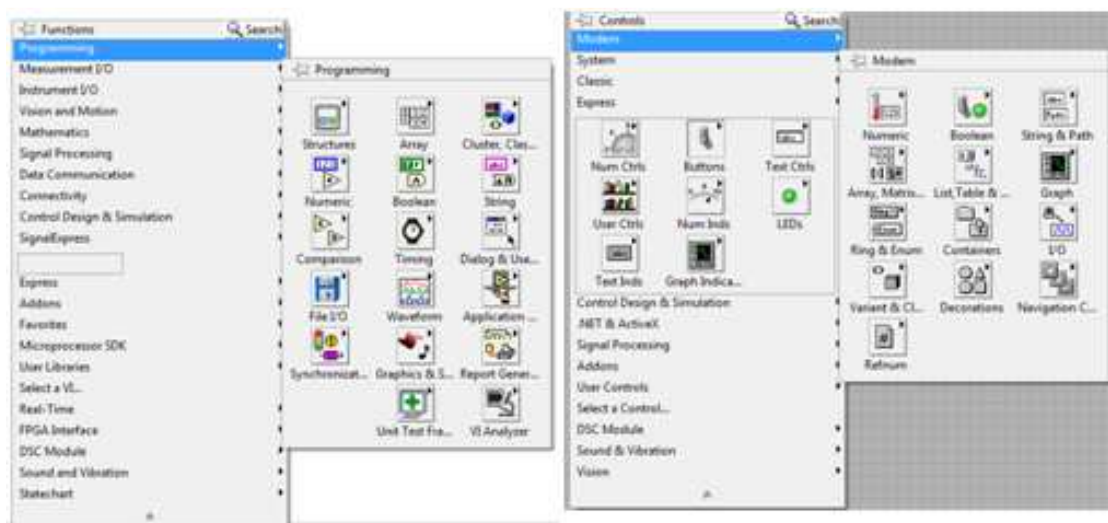 Functions
Search
Programming
Measurement I/O
Instrument I/O
Vision and Motion
Mathematics
Signal Processing
Data Communication
Connectivity
Control Design & Simulation
SignalExpress
Express
Addons
Favorites
Microprocessor SDK
User Libraries
Select a VI...
Real-Time
FPGA Interface
DSC Module
Sound and Vibration
Statechart
Programming
Structures Array Cluster, Clas...
Numeric Boolean String
Comparison Timing Dialog & Use...
File I/O Waveform Application ...
Synchronizat... Graphics & S... Report Gener...
Unit Test Fra... VI Analyzer
Controls
Search
Modern
System
Classic
Express
Num Ctrls Buttons Text Ctrls
User Ctrls Num Inds LEDs
Text Inds Graph Indica...
Control Design & Simulation
.NET & ActiveX
Signal Processing
Addons
User Controls
Select a Control...
DSC Module
Sound & Vibration
Vision
Modern
Numeric Boolean String & Path
Array, Matrix... List, Table & ... Graph
Ring & Enum Containers I/O
Variant & Cl... Decorations Navigation C...
Refnum